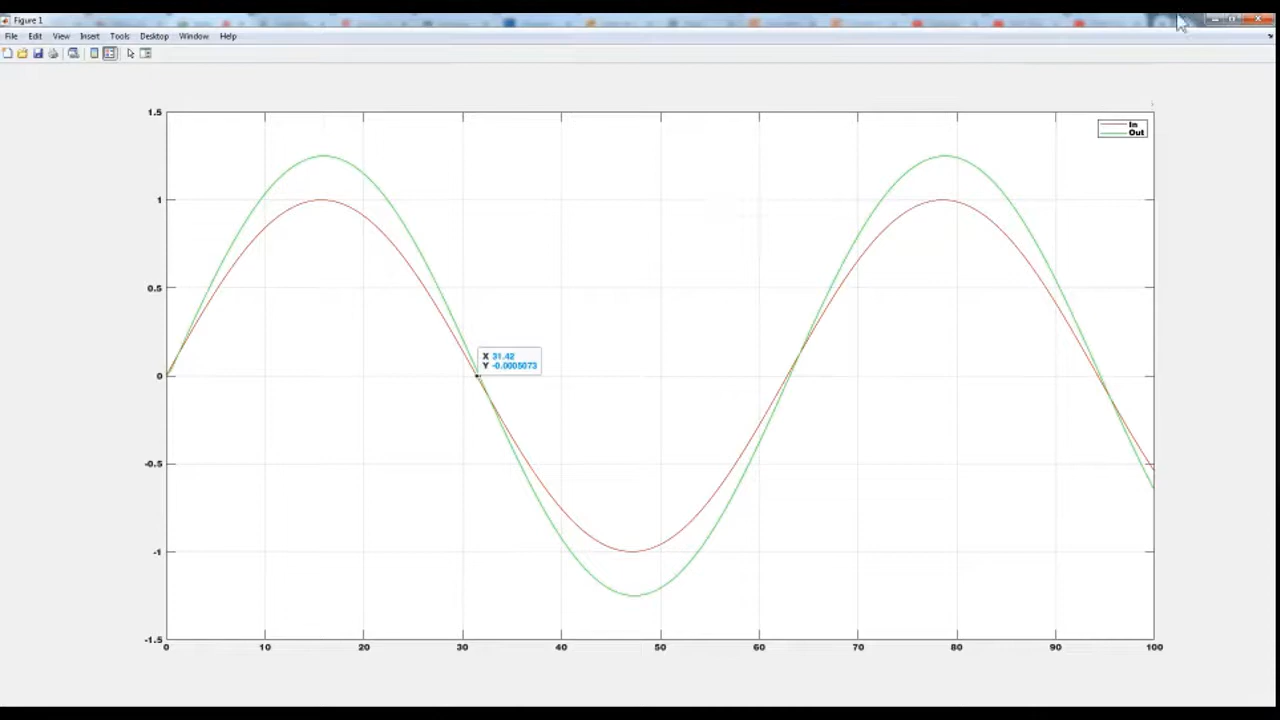 Figure 1
File Edit View Insert Tools Desktop Window Help
In
Out
1.5
1
0.5
0
-0.5
-1
-1.5
X 31.42
Y -0.0005073
0 10 20 30 40 50 60 70 80 90 100